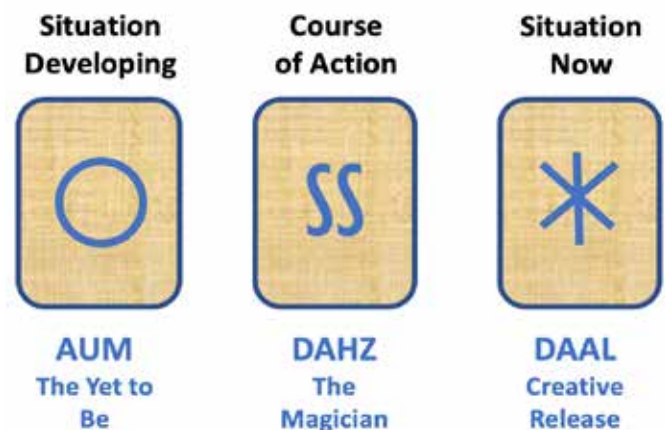 Situation
Developing
Course
of Action
Situation
Now
AUM
The Yet to
Be
DAHZ
The
Magician
DAAL
Creative
Release